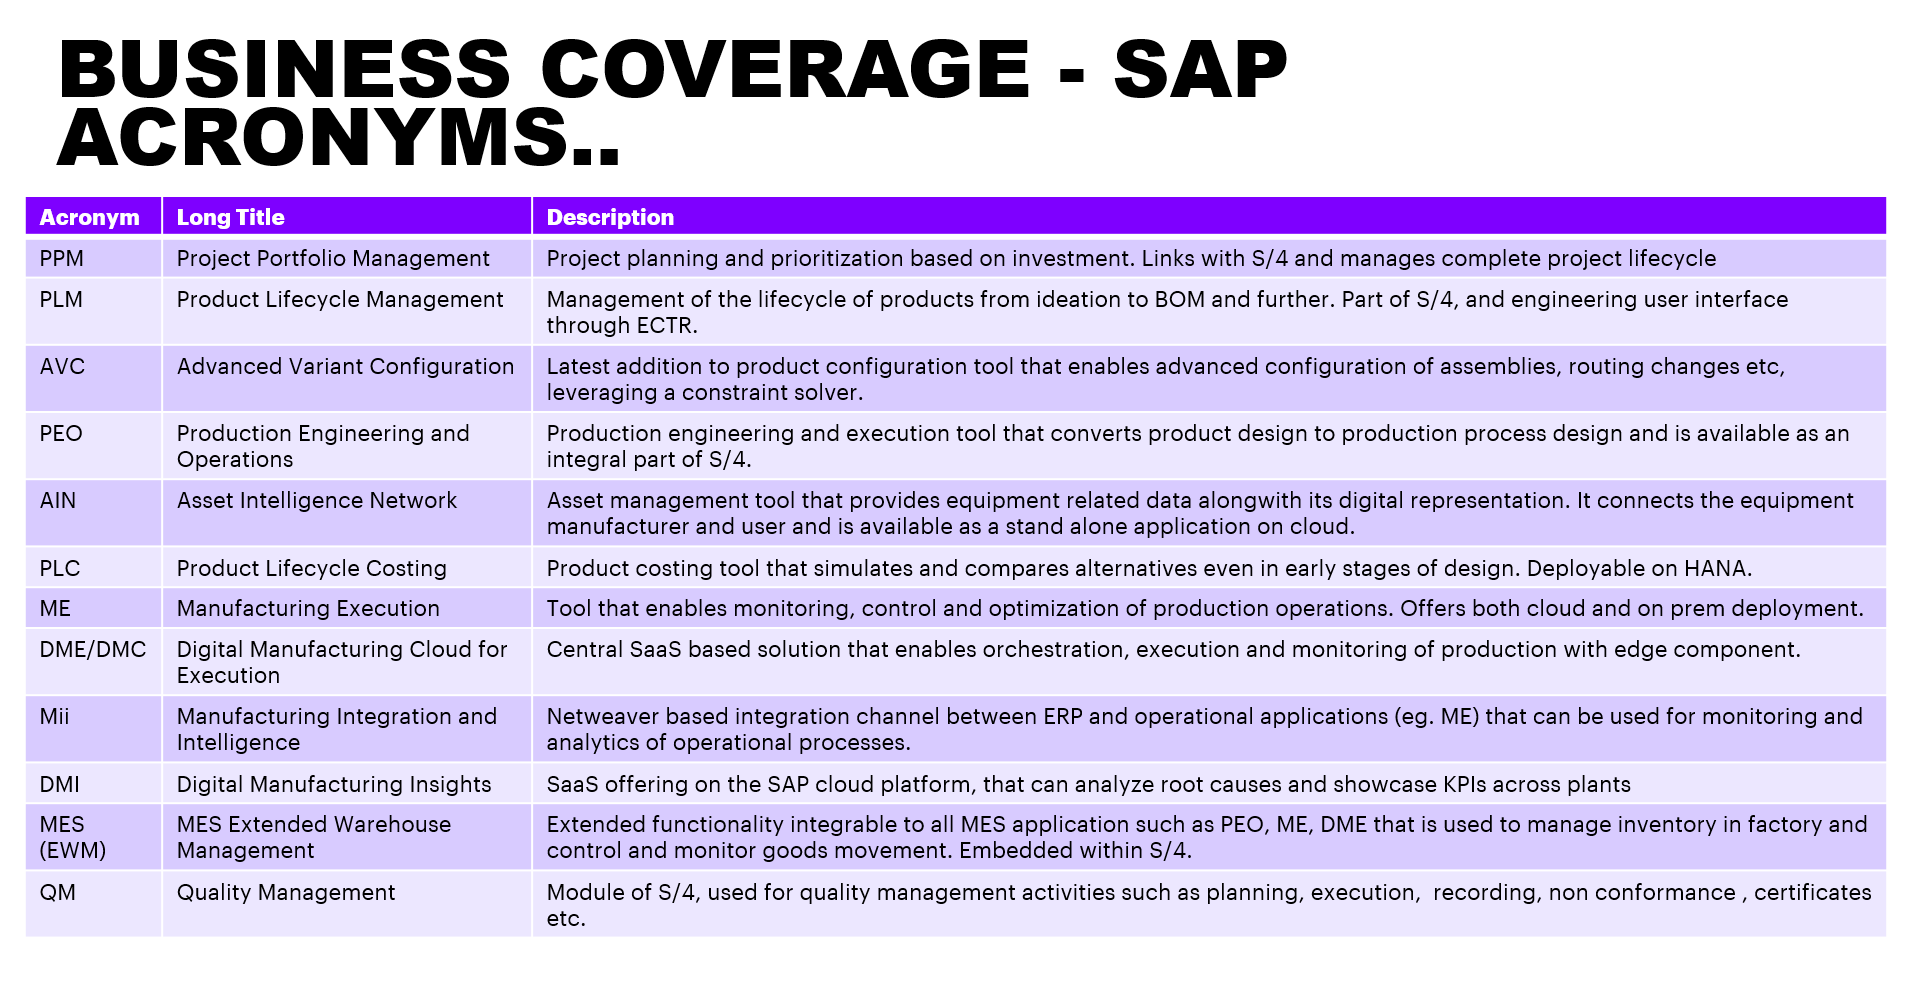 BUSINESS COVERAGE - SAP
ACRONYMS..
Acronym Long Title Description
PPM Project Portfolio Management Project planning and prioritization based on investment. Links with S/4 and manages complete project lifecycle
PLM Product Lifecycle Management Management of the lifecycle of products from ideation to BOM and further. Part of S/4, and engineering user interface
through ECTR.
AVC Advanced Variant Configuration Latest addition to product configuration tool that enables advanced configuration of assemblies, routing changes etc,
leveraging a constraint solver.
PEO Production Engineering and Production engineering and execution tool that converts product design to production process design and is available as an
Operations integral part of S/4.
AIN Asset Intelligence Network Asset management tool that provides equipment related data alongwith its digital representation. It connects the equipment
manufacturer and user and is available as a stand alone application on cloud.
PLC Product Lifecycle Costing Product costing tool that simulates and compares alternatives even in early stages of design. Deployable on HANA.
ME Manufacturing Execution Tool that enables monitoring, control and optimization of production operations. Offers both cloud and on prem deployment.
DME/DMC Digital Manufacturing Cloud for Central SaaS based solution that enables orchestration, execution and monitoring of production with edge component.
Execution
Mii Manufacturing Integration and Netweaver based integration channel between ERP and operational applications (eg. ME) that can be used for monitoring and
Intelligence analytics of operational processes.
DMI Digital Manufacturing Insights SaaS offering on the SAP cloud platform, that can analyze root causes and showcase KPIs across plants
MES MES Extended Warehouse Extended functionality integrable to all MES application such as PEO, ME, DME that is used to manage inventory in factory and
(EWM) Management control and monitor goods movement. Embedded within S/4.
QM Quality Management Module of S/4, used for quality management activities such as planning, execution,  recording, non conformance , certificates
etc.